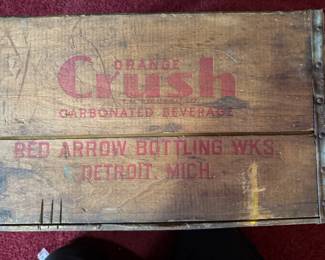 ORANGE
Crush
CARBONATED BEVERAGE
RED ARROW BOTTLING WKS.
DETROIT, MICH.